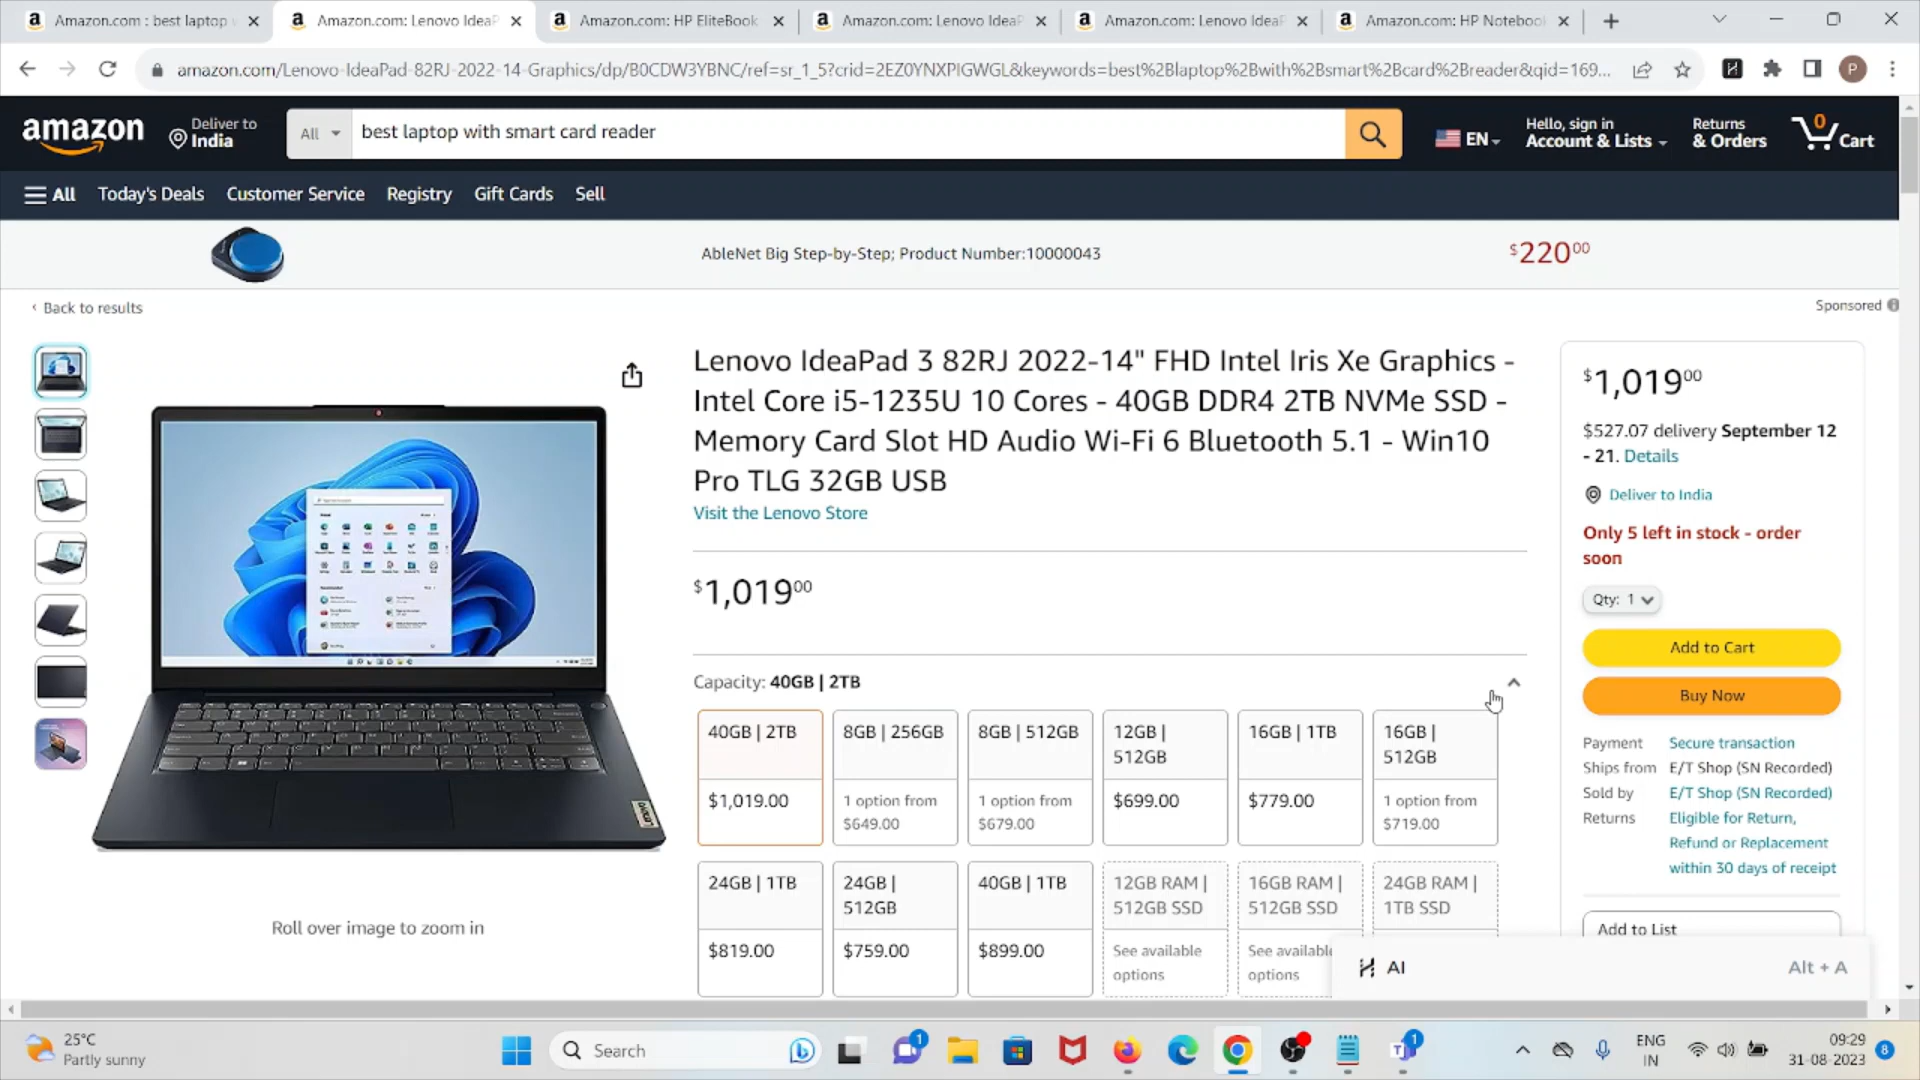 Amazon.com : best laptop w
Amazon.com: Lenovo IdeaP
Amazon.com: HP EliteBook
Amazon.com: Lenovo IdeaP
Amazon.com: Lenovo IdeaP
Amazon.com: HP Notebook
amazon.com/Lenovo-IdeaPad-82RJ-2022-14-Graphics/dp/B0CDW3YBNC/ref=sr_1_5?crid=2EZ0YNXPIGWGL&keywords=best%2Blaptop%2Bwith%2Bsmart%2Bcard%2Breader&qid=169...
P
amazon
Deliver to
India
All
best laptop with smart card reader
EN
Hello, sign in
Account & Lists
Returns
& Orders
0
Cart
All
Today's Deals
Customer Service
Registry
Gift Cards
Sell
AbleNet Big Step-by-Step; Product Number:10000043
$22000
‹ Back to results
Sponsored
Lenovo IdeaPad 3 82RJ 2022-14" FHD Intel Iris Xe Graphics -
Intel Core i5-1235U 10 Cores - 40GB DDR4 2TB NVMe SSD -
Memory Card Slot HD Audio Wi-Fi 6 Bluetooth 5.1 - Win10
Pro TLG 32GB USB
Visit the Lenovo Store
$1,01900
Capacity: 40GB | 2TB
40GB | 2TB
$1,019.00
8GB | 256GB
1 option from
$649.00
8GB | 512GB
1 option from
$679.00
12GB |
512GB
$699.00
16GB | 1TB
$779.00
16GB |
512GB
1 option from
$719.00
24GB | 1TB
$819.00
24GB |
512GB
$759.00
40GB | 1TB
$899.00
12GB RAM |
512GB SSD
See available
options
16GB RAM |
512GB SSD
See available
options
24GB RAM |
1TB SSD
Lenovo
Roll over image to zoom in
$1,01900
$527.07 delivery September 12
- 21. Details
Deliver to India
Only 5 left in stock - order
soon
Qty: 1
Add to Cart
Buy Now
Payment Secure transaction
Ships from E/T Shop (SN Recorded)
Sold by E/T Shop (SN Recorded)
Returns Eligible for Return,
Refund or Replacement
within 30 days of receipt
Add to List
AI
Alt + A
25°C
Partly sunny
Search
1
1
ENG
IN
09:29
31-08-2023
8